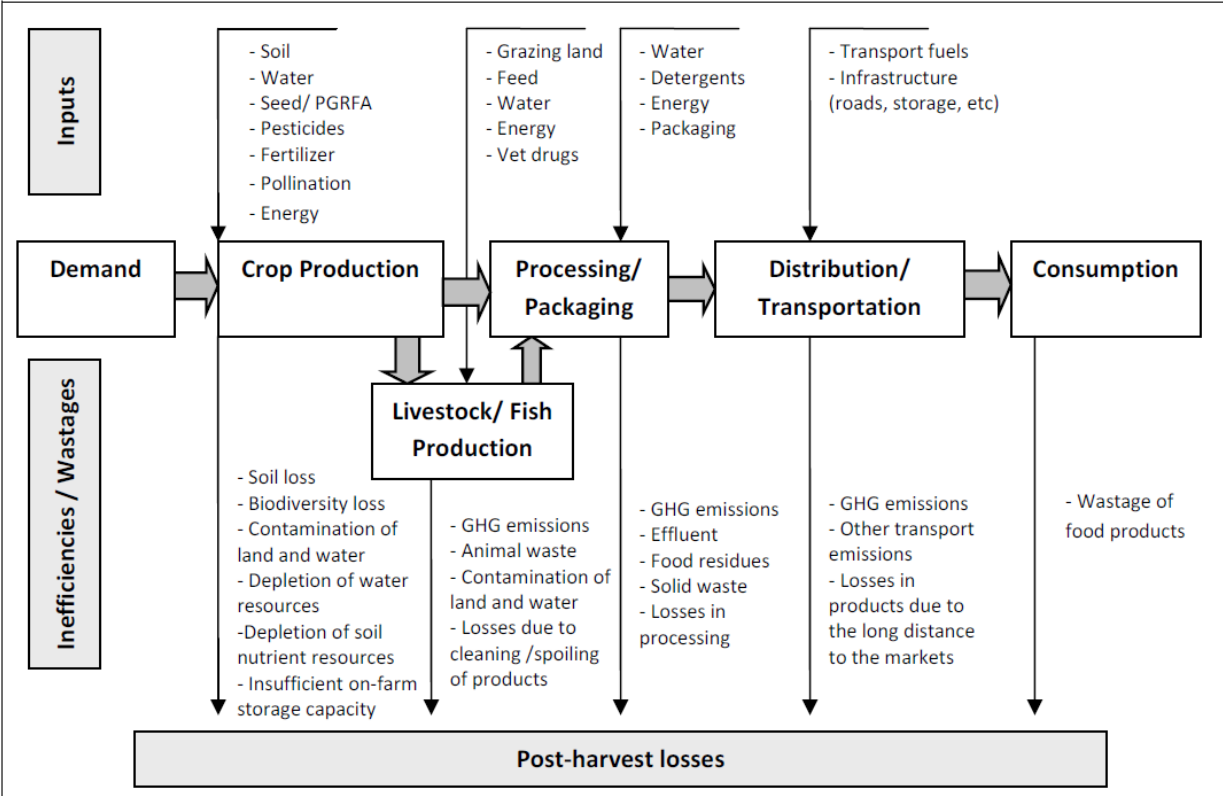 Inputs
- Soil
- Water
- Seed/ PGRFA
- Pesticides
- Fertilizer
- Pollination
- Energy
- Grazing land
- Feed
- Water
- Energy
- Vet drugs
- Water
- Detergents
- Energy
- Packaging
- Transport fuels
- Infrastructure
(roads, storage, etc)
Demand
Crop Production
Processing/
Packaging
Distribution/
Transportation
Consumption
Livestock/ Fish
Production
Inefficiencies / Wastages
- Soil loss
- Biodiversity loss
- Contamination of
land and water
- Depletion of water
resources
-Depletion of soil
nutrient resources
- Insufficient on-farm
storage capacity
- GHG emissions
- Animal waste
- Contamination of
land and water
- Losses due to
cleaning /spoiling
of products
- GHG emissions
- Effluent
- Food residues
- Solid waste
- Losses in
processing
- GHG emissions
- Other transport
emissions
- Losses in
products due to
the long distance
to the markets
- Wastage of
food products
Post-harvest losses